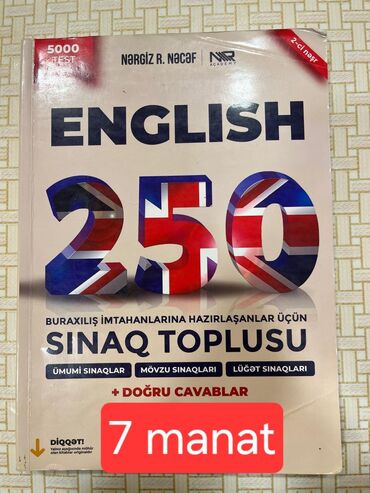 5000
TEST
NƏRGİZ R. NƏCƏF
NR
ACADEMY
2-ci nəşr
ENGLISH
250
BURAXILIŞ İMTAHANLARINA HAZIRLAŞANLAR ÜÇÜN
SINAQ TOPLUSU
ÜMUMİ SINAQLAR
MÖVZU SINAQLARI
LÜĞƏT SINAQLARI
+ DOĞRU CAVABLAR
DİQQƏT!
7 manat